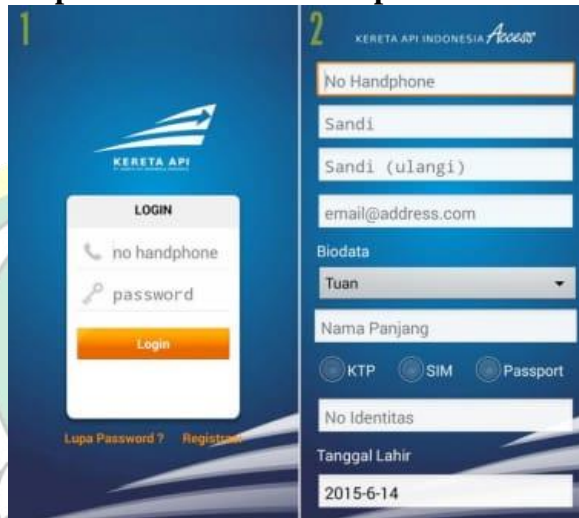 1
KERETA API
LOGIN
no handphone
password
Login
Lupa Password ? Registrasi
2
KERETA API INDONESIA Access
No Handphone
Sandi
Sandi (ulangi)
email@address.com
Biodata
Tuan
Nama Panjang
KTP SIM Passport
No Identitas
Tanggal Lahir
2015-6-14